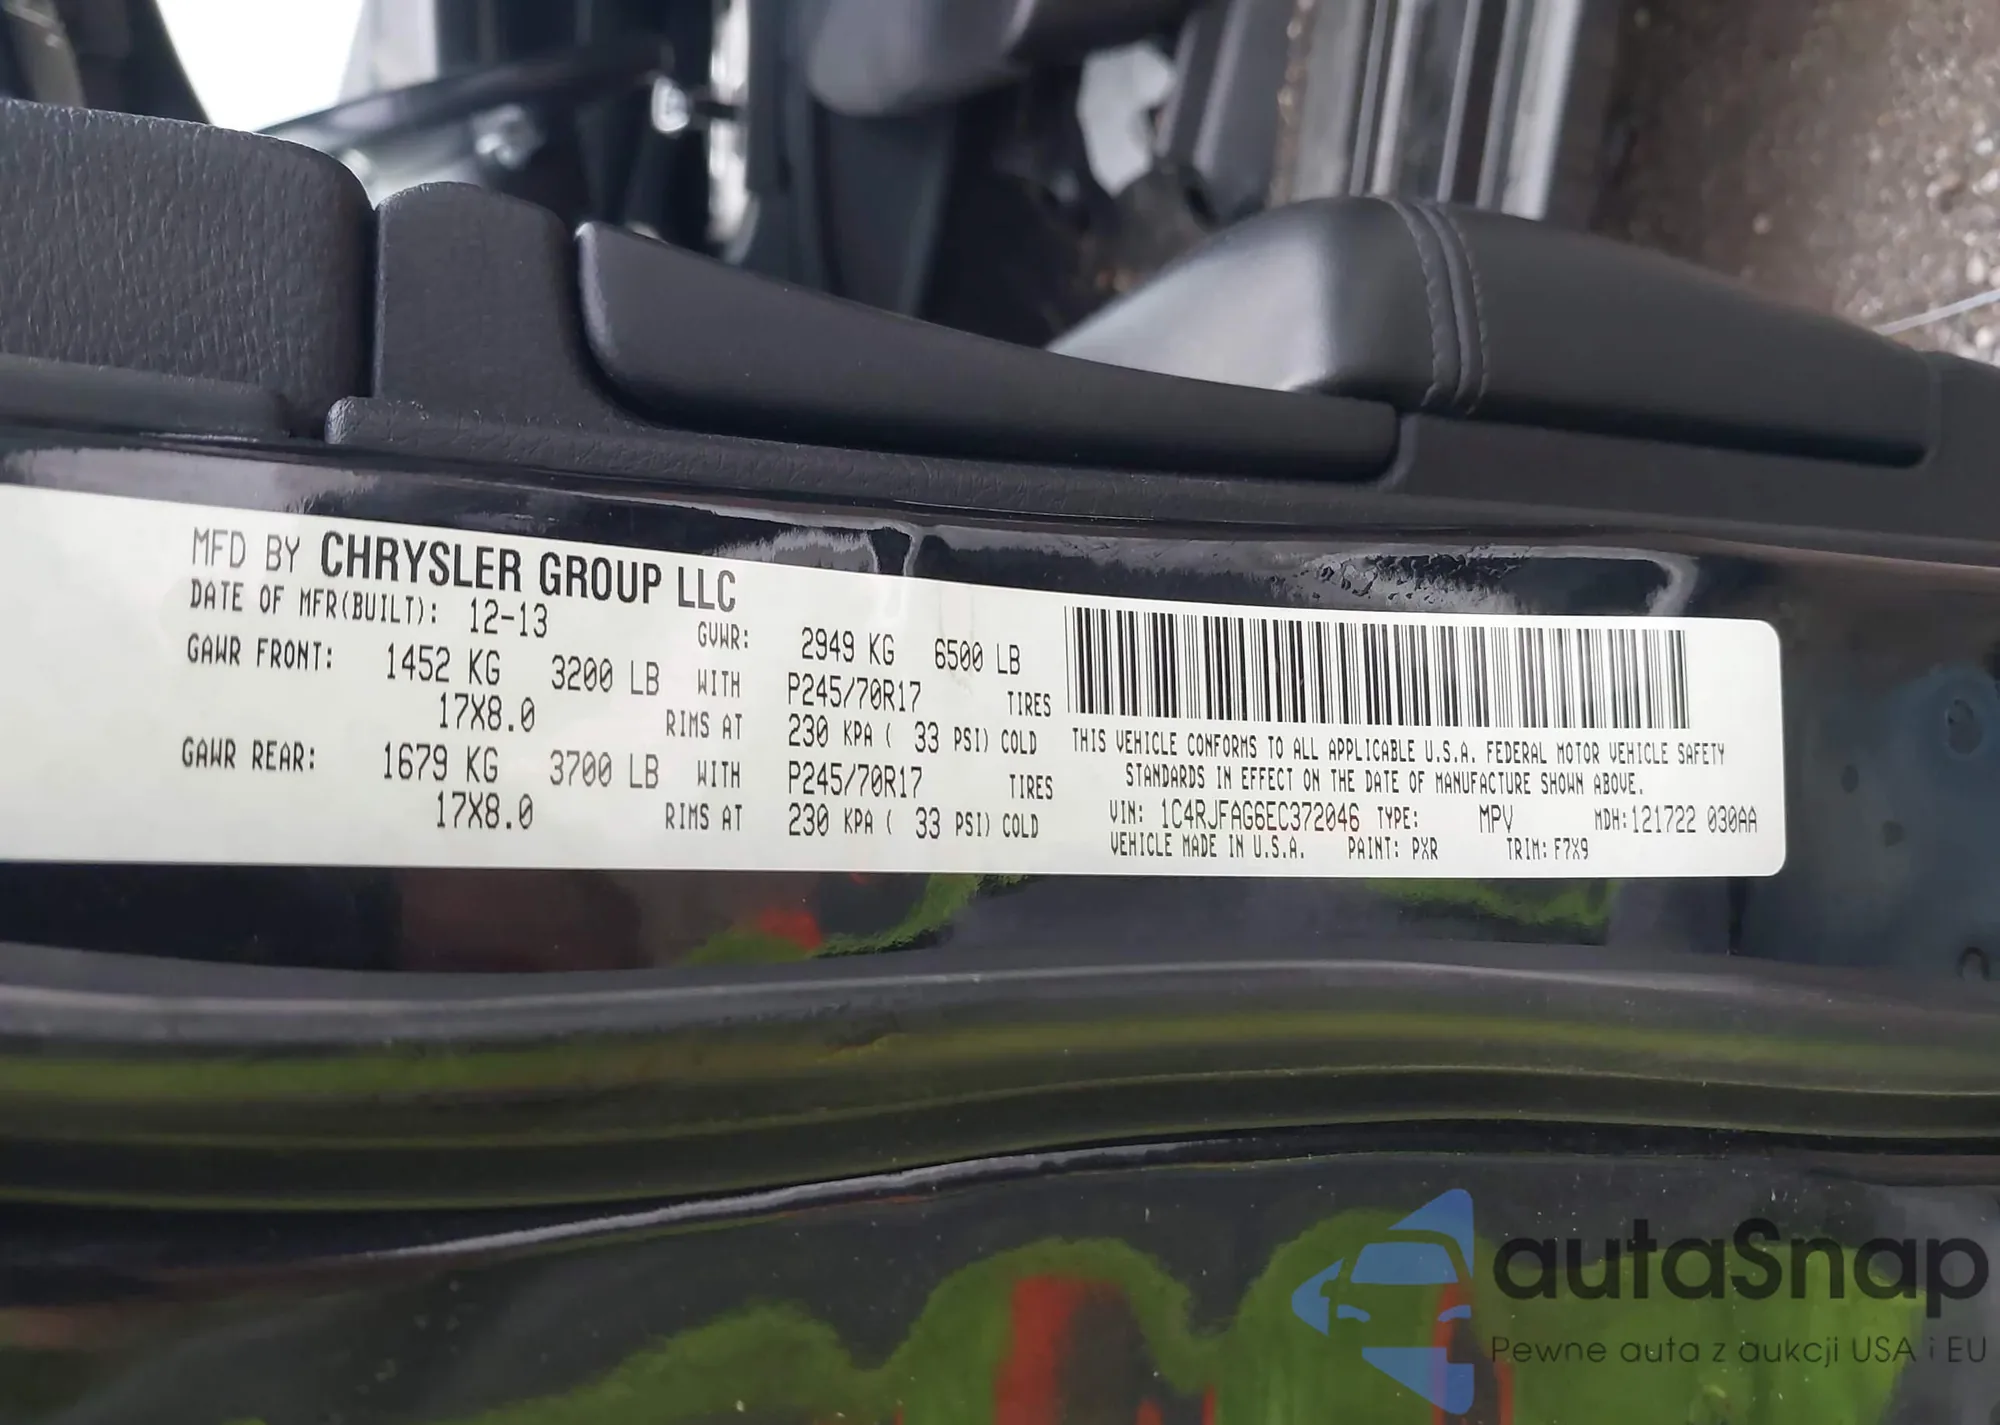 MFD BY CHRYSLER GROUP LLC
DATE OF MFR(BUILT): 12-13 GVWR: 2949 KG 6500 LB
GAWR FRONT: 1452 KG 3200 LB WITH P245/70R17 TIRES
17X8.0 RIMS AT 230 KPA ( 33 PSI) COLD
GAWR REAR: 1679 KG 3700 LB WITH P245/70R17 TIRES
17X8.0 RIMS AT 230 KPA ( 33 PSI) COLD
THIS VEHICLE CONFORMS TO ALL APPLICABLE U.S.A. FEDERAL MOTOR VEHICLE SAFETY
STANDARDS IN EFFECT ON THE DATE OF MANUFACTURE SHOWN ABOVE.
VIN: 1C4RJFAG6EC372046 TYPE: MPV MDH:121722 030AA
VEHICLE MADE IN U.S.A. PAINT: PXR TRIM: F7X9
autaSnap
Pewne auta z aukcji USA i EU